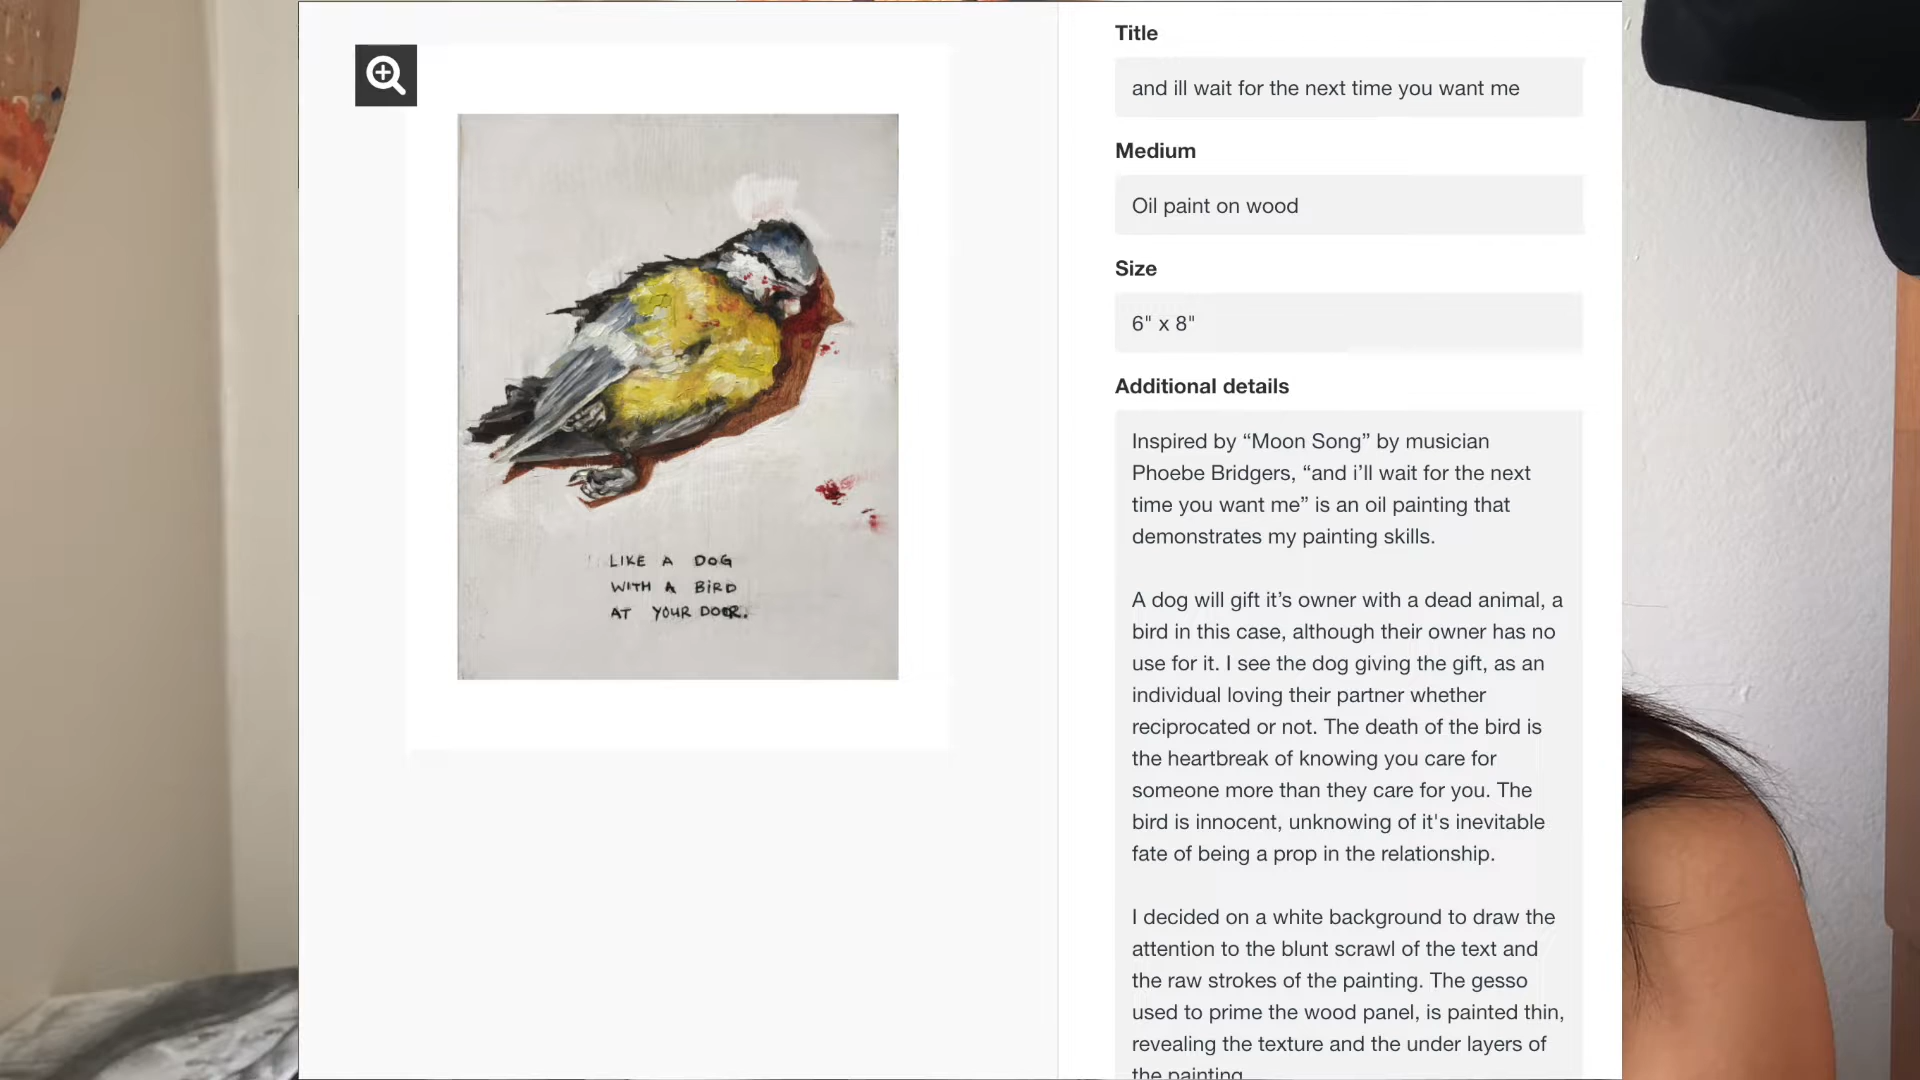 LIKE A DOG
WITH A BIRD
AT YOUR DOOR.
Title
and ill wait for the next time you want me
Medium
Oil paint on wood
Size
6" x 8"
Additional details
Inspired by “Moon Song” by musician
Phoebe Bridgers, “and i’ll wait for the next
time you want me” is an oil painting that
demonstrates my painting skills.
A dog will gift it’s owner with a dead animal, a
bird in this case, although their owner has no
use for it. I see the dog giving the gift, as an
individual loving their partner whether
reciprocated or not. The death of the bird is
the heartbreak of knowing you care for
someone more than they care for you. The
bird is innocent, unknowing of it's inevitable
fate of being a prop in the relationship.
I decided on a white background to draw the
attention to the blunt scrawl of the text and
the raw strokes of the painting. The gesso
used to prime the wood panel, is painted thin,
revealing the texture and the under layers of
the painting